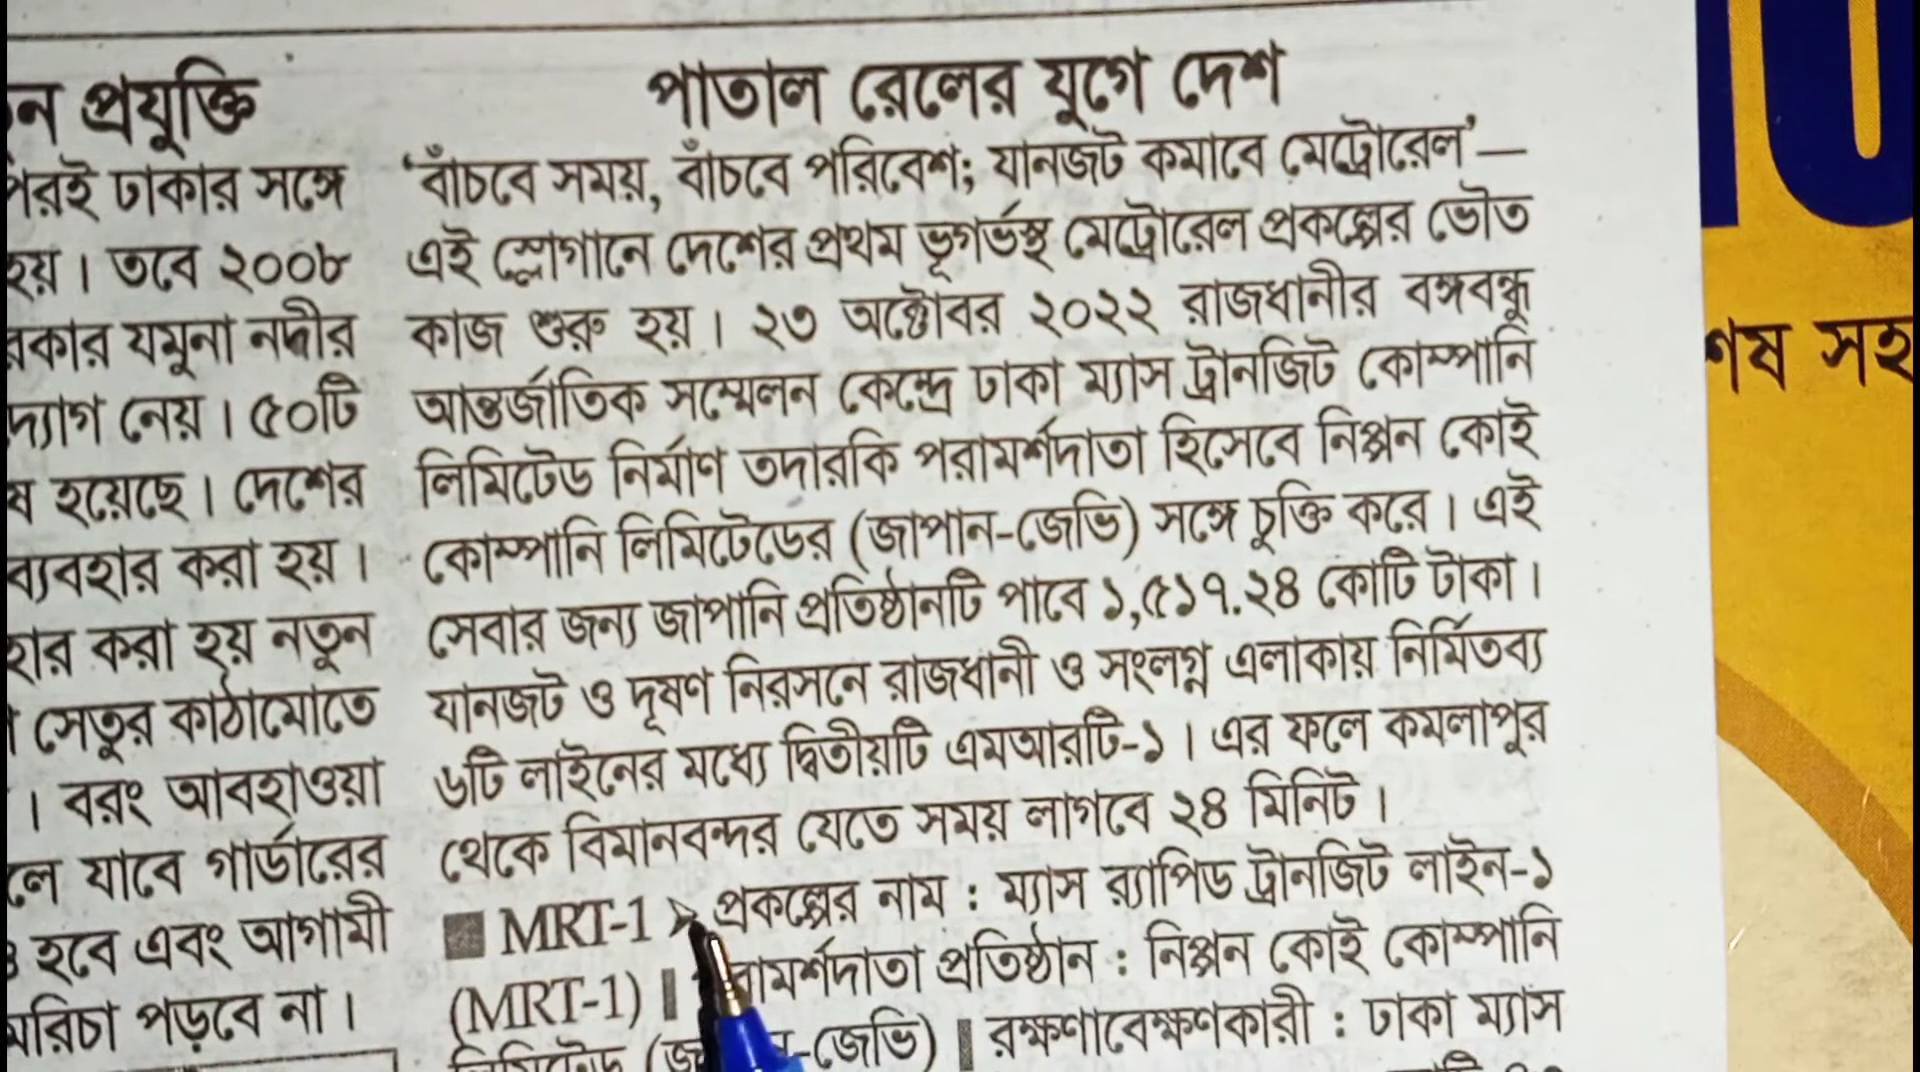 ন প্রযুক্তি
পরই ঢাকার সঙ্গে
হয়। তবে ২০০৮
রকার যমুনা নদীর
দ্যোগ নেয়। ৫০টি
ষ হয়েছে। দেশের
ব্যবহার করা হয়।
হার করা হয় নতুন
সেতুর কাঠামোতে
। বরং আবহাওয়া
লে যাবে গার্ডারের
হবে এবং আগামী
মরিচা পড়বে না।
পাতাল রেলের যুগে দেশ
‘বাঁচবে সময়, বাঁচবে পরিবেশ; যানজট কমাবে মেট্রোরেল’—
এই স্লোগানে দেশের প্রথম ভূগর্ভস্থ মেট্রোরেল প্রকল্পের ভৌত
কাজ শুরু হয়। ২৩ অক্টোবর ২০২২ রাজধানীর বঙ্গবন্ধু
আন্তর্জাতিক সম্মেলন কেন্দ্রে ঢাকা ম্যাস ট্রানজিট কোম্পানি
লিমিটেড নির্মাণ তদারকি পরামর্শদাতা হিসেবে নিপ্পন কোই
কোম্পানি লিমিটেডের (জাপান-জেভি) সঙ্গে চুক্তি করে। এই
সেবার জন্য জাপানি প্রতিষ্ঠানটি পাবে ১,৫১৭.২৪ কোটি টাকা।
যানজট ও দূষণ নিরসনে রাজধানী ও সংলগ্ন এলাকায় নির্মিতব্য
৬টি লাইনের মধ্যে দ্বিতীয়টি এমআরটি-১। এর ফলে কমলাপুর
থেকে বিমানবন্দর যেতে সময় লাগবে ২৪ মিনিট।
■ MRT-1 ➤ প্রকল্পের নাম : ম্যাস র‍্যাপিড ট্রানজিট লাইন-১
(MRT-1) ▌ পরামর্শদাতা প্রতিষ্ঠান : নিপ্পন কোই কোম্পানি
লিমিটেড (জাপান-জেভি) ▌ রক্ষণাবেক্ষণকারী : ঢাকা ম্যাস